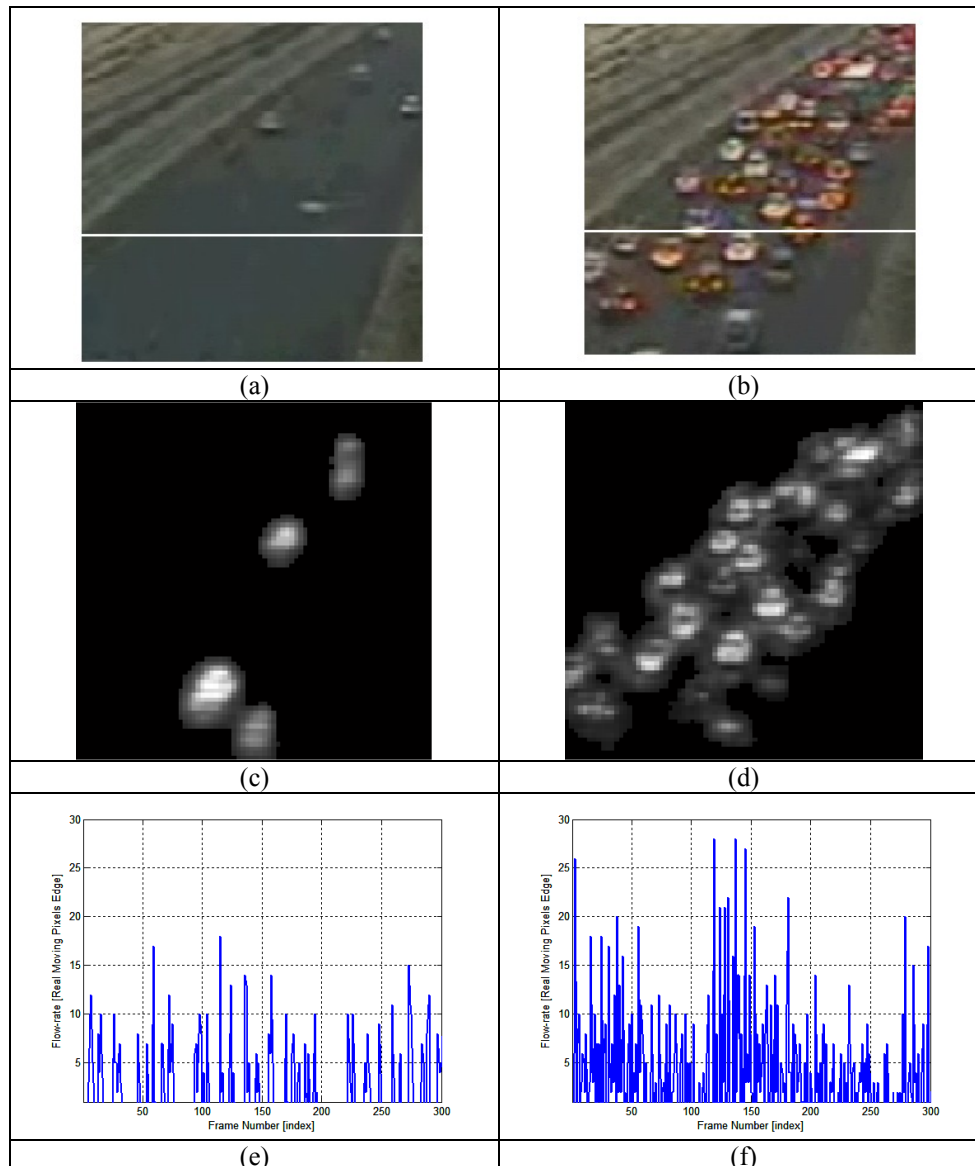 (a)
(b)
(c)
(d)
30
25
20
15
10
5
Flow-rate [Real Moving Pixels Edge]
50
100
150
200
250
300
Frame Number [index]
30
25
20
15
10
5
Flow-rate [Real Moving Pixels Edge]
50
100
150
200
250
300
Frame Number [index]
(e)
(f)